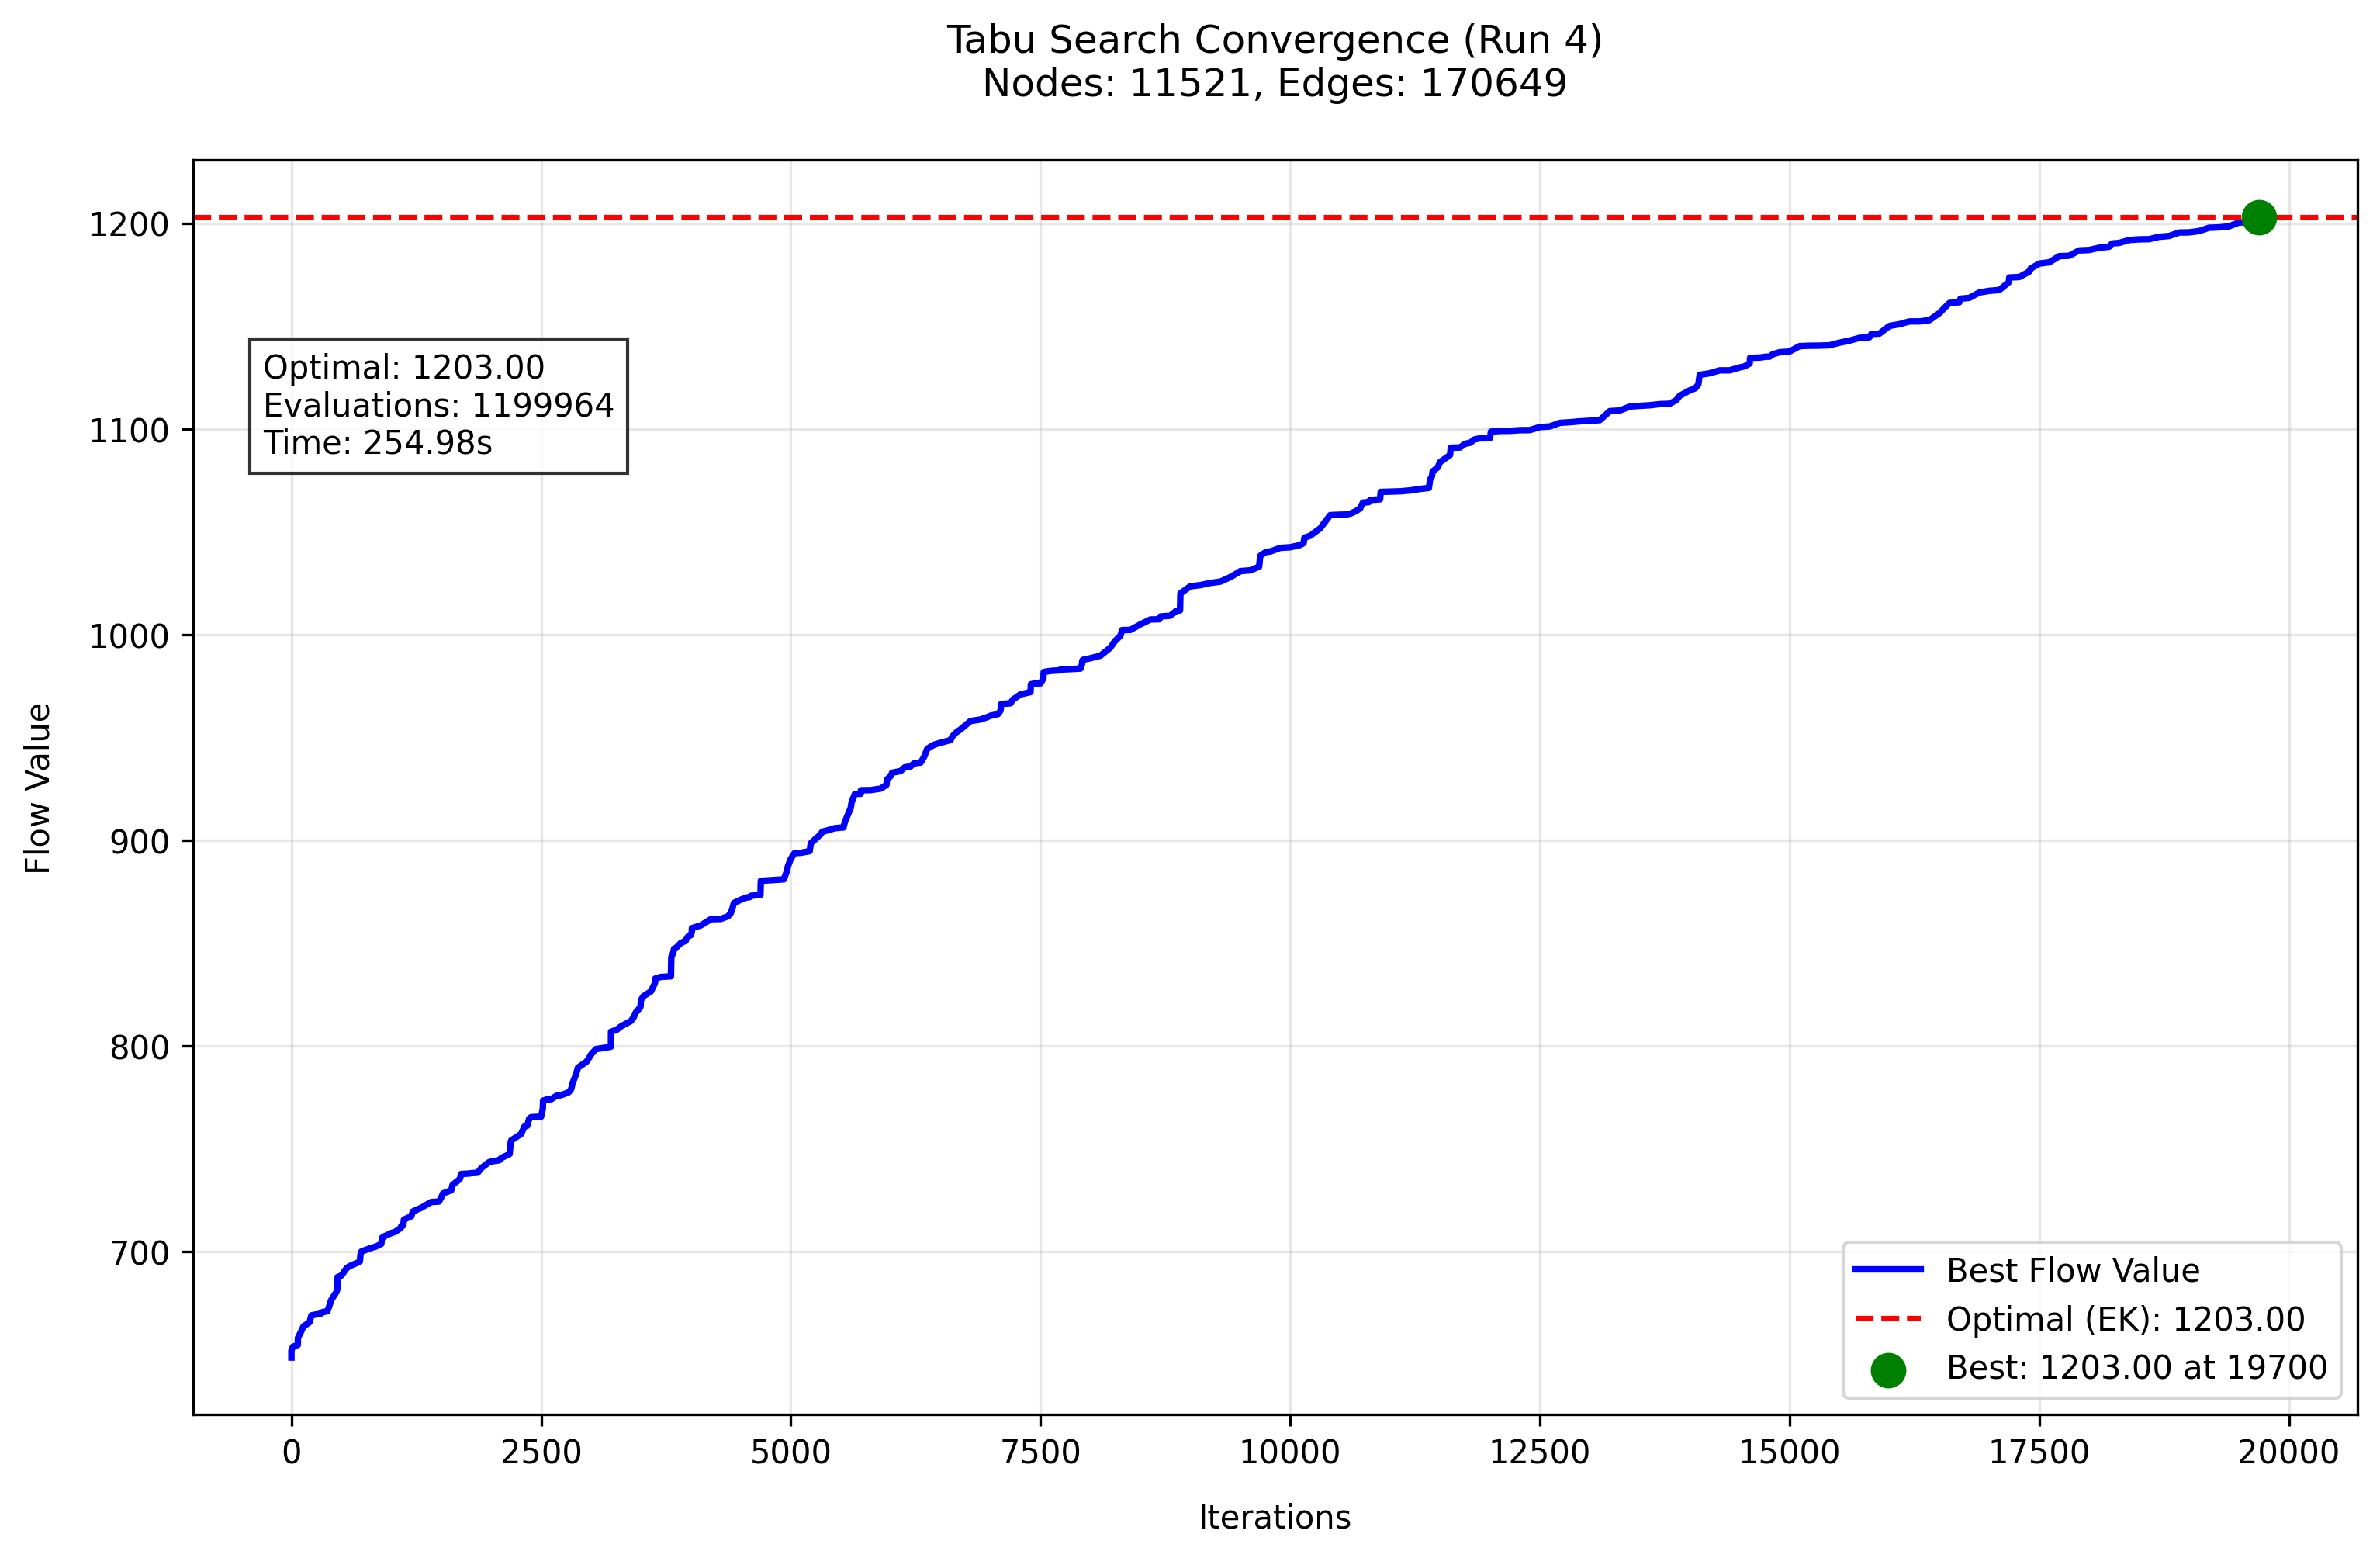 Tabu Search Convergence (Run 4)
Nodes: 11521, Edges: 170649
1200
1100
1000
900
800
700
Flow Value
Optimal: 1203.00
Evaluations: 1199964
Time: 254.98s
Best Flow Value
Optimal (EK): 1203.00
Best: 1203.00 at 19700
0 2500 5000 7500 10000 12500 15000 17500 20000
Iterations